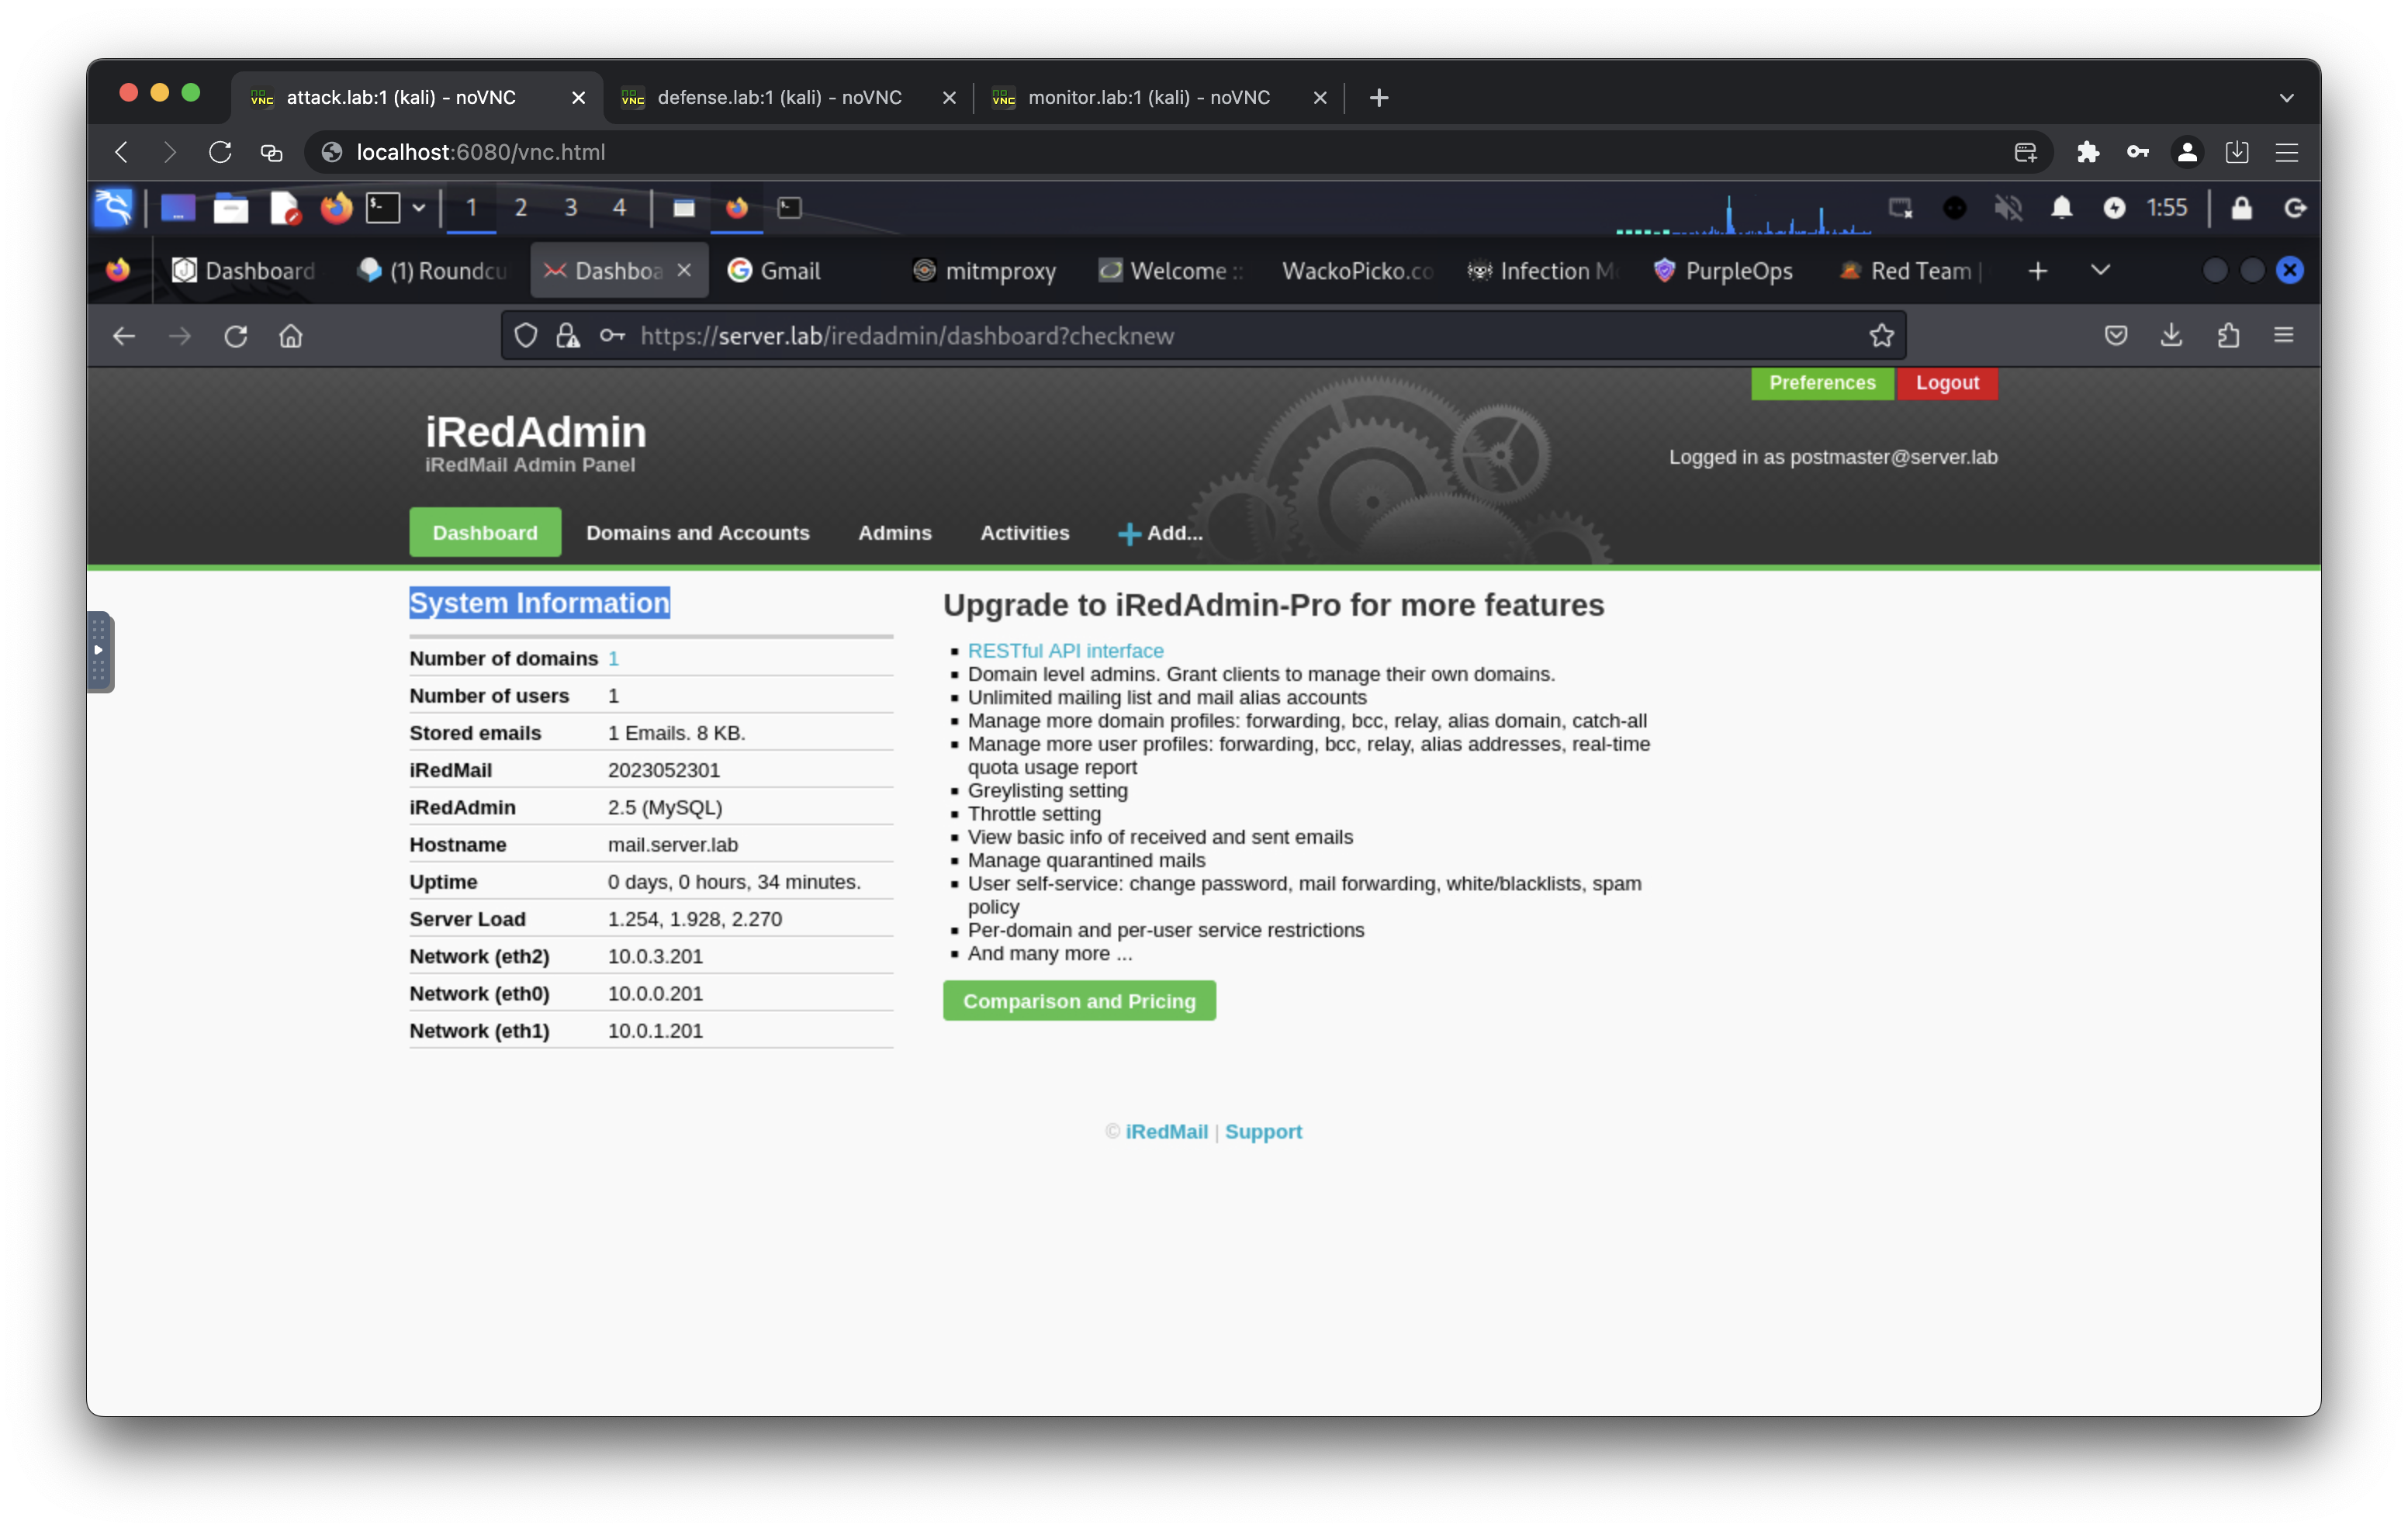 attack.lab:1 (kali) - noVNC
defense.lab:1 (kali) - noVNC
monitor.lab:1 (kali) - noVNC
localhost:6080/vnc.html
1 2 3 4
1:55
Dashboard
(1) Roundcu
Dashboa
Gmail
mitmproxy
Welcome ::
WackoPicko.co
Infection M
PurpleOps
Red Team |
https://server.lab/iredadmin/dashboard?checknew
Preferences
Logout
iRedAdmin
iRedMail Admin Panel
Logged in as postmaster@server.lab
Dashboard
Domains and Accounts
Admins
Activities
Add...
System Information
Number of domains 1
Number of users 1
Stored emails 1 Emails. 8 KB.
iRedMail 2023052301
iRedAdmin 2.5 (MySQL)
Hostname mail.server.lab
Uptime 0 days, 0 hours, 34 minutes.
Server Load 1.254, 1.928, 2.270
Network (eth2) 10.0.3.201
Network (eth0) 10.0.0.201
Network (eth1) 10.0.1.201
Upgrade to iRedAdmin-Pro for more features
RESTful API interface
Domain level admins. Grant clients to manage their own domains.
Unlimited mailing list and mail alias accounts
Manage more domain profiles: forwarding, bcc, relay, alias domain, catch-all
Manage more user profiles: forwarding, bcc, relay, alias addresses, real-time
quota usage report
Greylisting setting
Throttle setting
View basic info of received and sent emails
Manage quarantined mails
User self-service: change password, mail forwarding, white/blacklists, spam
policy
Per-domain and per-user service restrictions
And many more ...
Comparison and Pricing
© iRedMail | Support